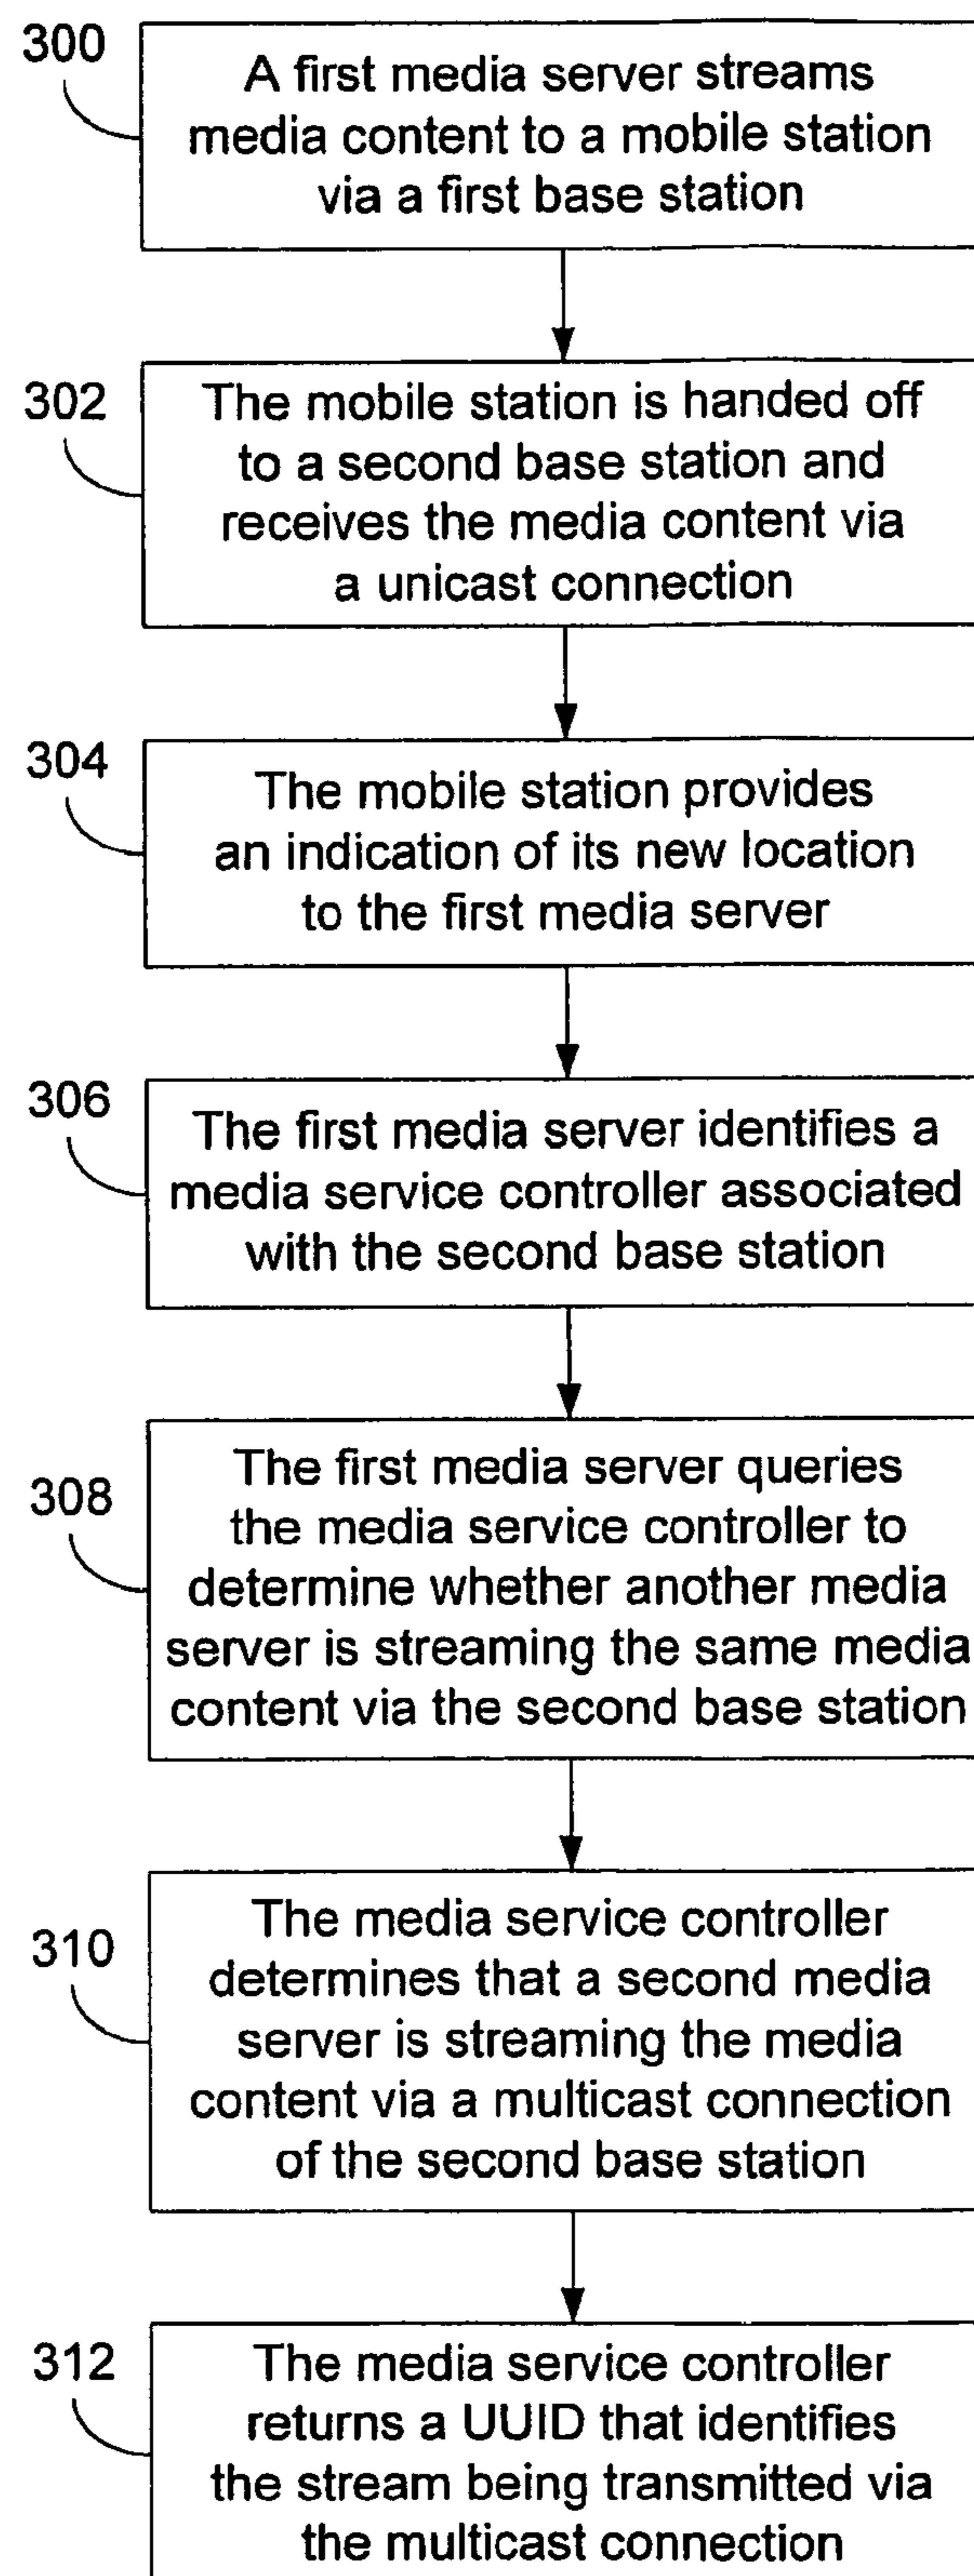 300
A first media server streams
media content to a mobile station
via a first base station
302
The mobile station is handed off
to a second base station and
receives the media content via
a unicast connection
304
The mobile station provides
an indication of its new location
to the first media server
306
The first media server identifies a
media service controller associated
with the second base station
308
The first media server queries
the media service controller to
determine whether another media
server is streaming the same media
content via the second base station
310
The media service controller
determines that a second media
server is streaming the media
content via a multicast connection
of the second base station
312
The media service controller
returns a UUID that identifies
the stream being transmitted via
the multicast connection